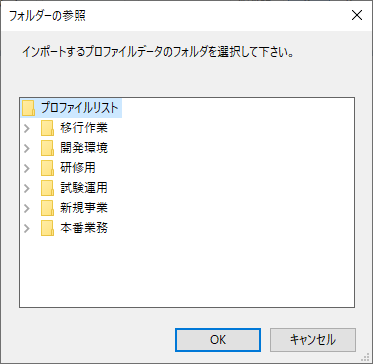 フォルダーの参照
インポートするプロファイルデータのフォルダを選択して下さい。
プロファイルリスト
移行作業
開発環境
研修用
試験運用
新規事業
本番業務
OK
キャンセル